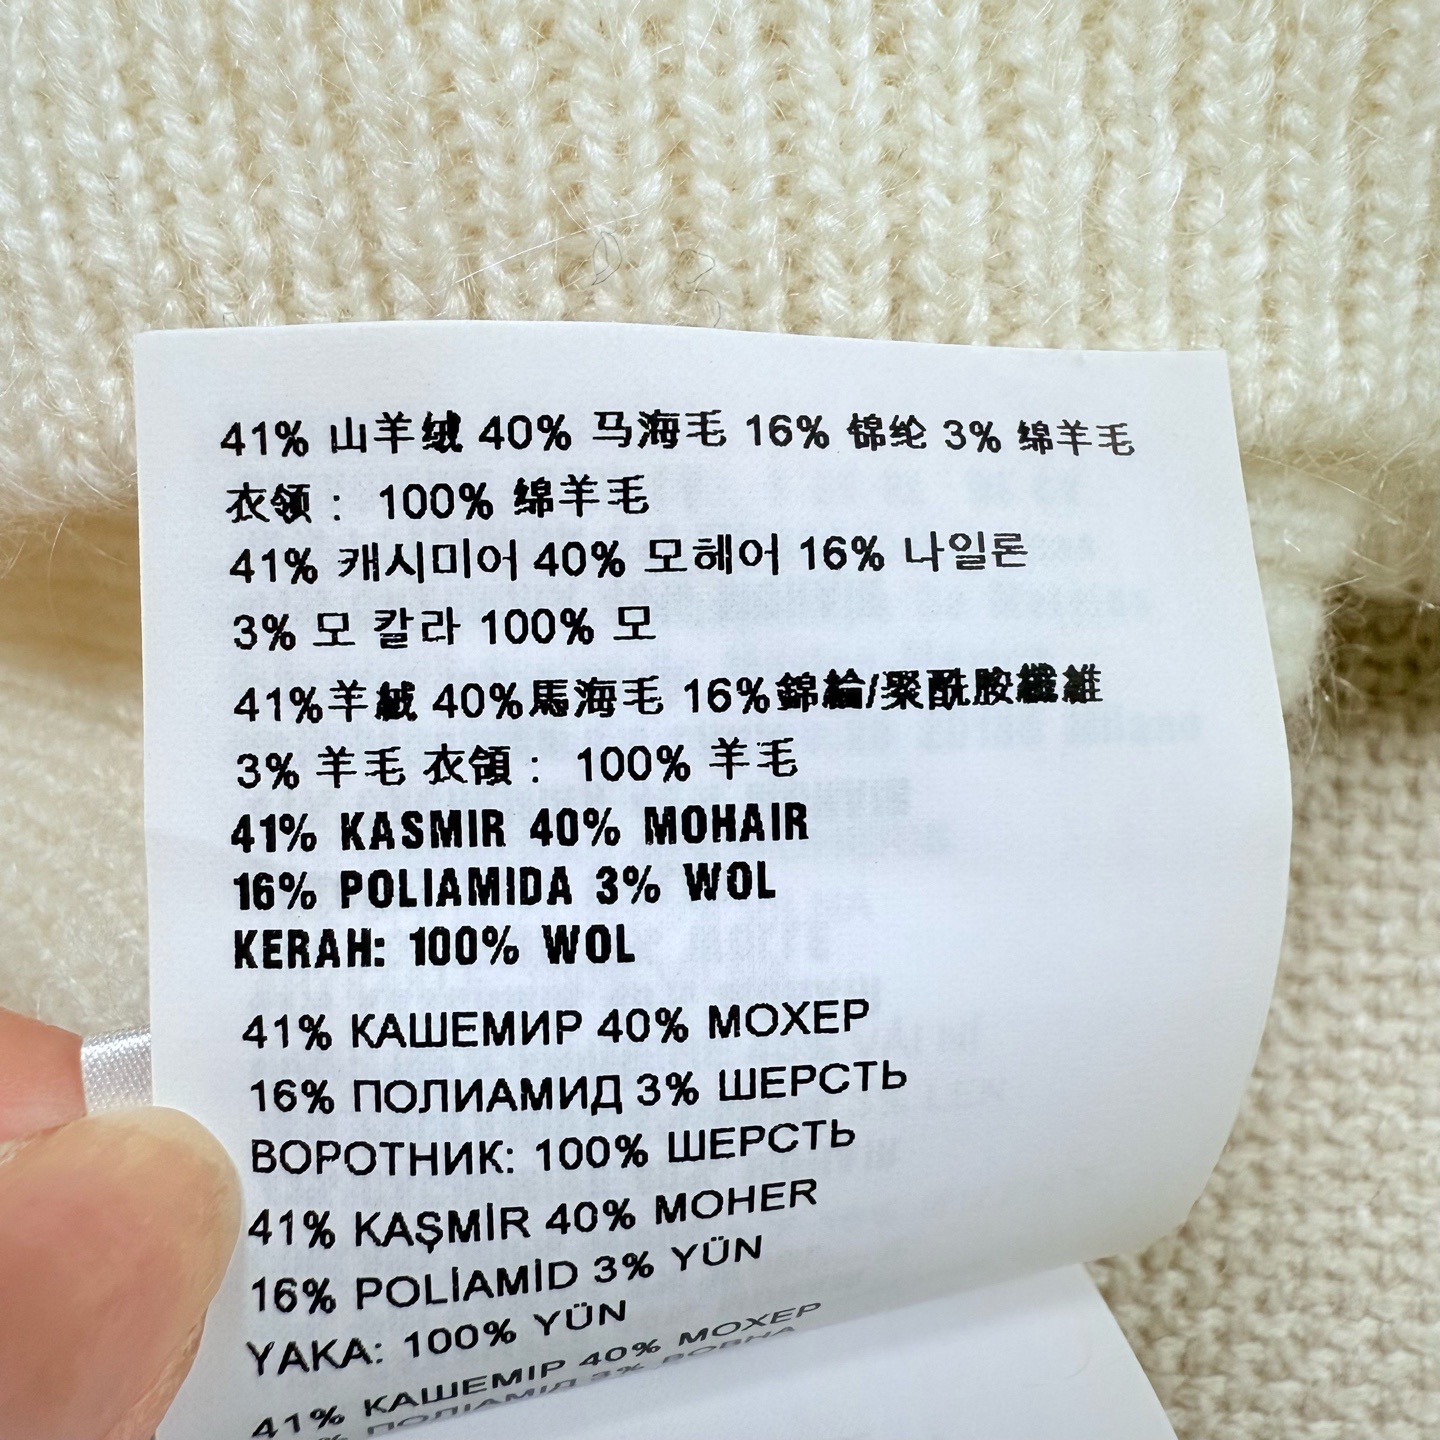 41% 山羊绒 40% 马海毛 16% 锦纶 3% 绵羊毛
衣领： 100% 绵羊毛
41% 캐시미어 40% 모헤어 16% 나일론
3% 모 칼라 100% 모
41%羊絨 40%馬海毛 16%錦綸/聚酰胺纖維
3% 羊毛 衣領： 100% 羊毛
41% KASMIR 40% MOHAIR
16% POLIAMIDA 3% WOL
KERAH: 100% WOL
41% КАШЕМИР 40% МОХЕР
16% ПОЛИАМИД 3% ШЕРСТЬ
ВОРОТНИК: 100% ШЕРСТЬ
41% KAŞMİR 40% MOHER
16% POLİAMİD 3% YÜN
YAKA: 100% YÜN
41% КАШЕМІР 40% МОХЕР
ПОЛІАМІД 3% ВОВНА